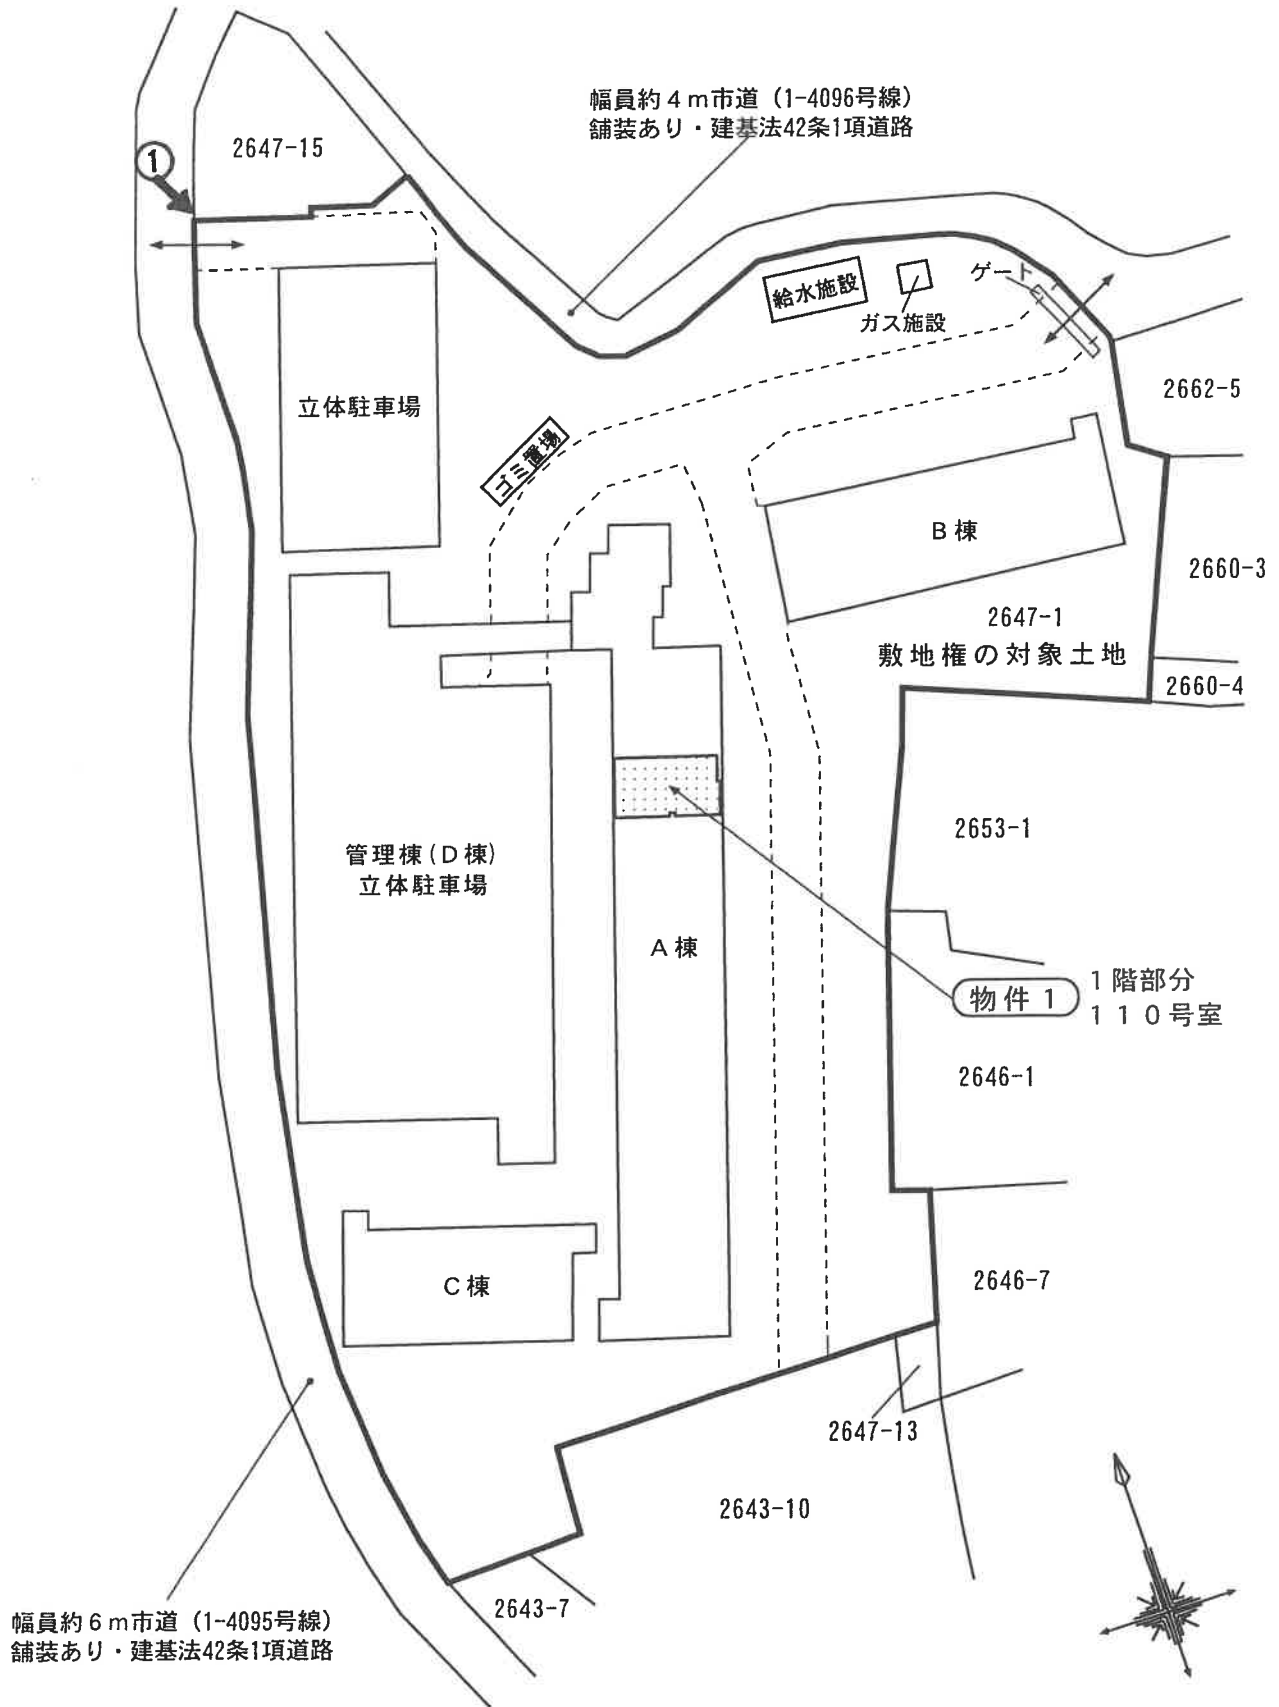 幅員約4m市道（1-4096号線）
舗装あり・建基法42条1項道路
2647-15
①
給水施設
ガス施設
ゲート
2662-5
立体駐車場
ゴミ置場
B棟
2660-3
2647-1
敷地権の対象土地
2660-4
2653-1
管理棟(D棟)
立体駐車場
A棟
物件1
1階部分
110号室
2646-1
C棟
2646-7
2647-13
2643-10
2643-7
幅員約6m市道（1-4095号線）
舗装あり・建基法42条1項道路